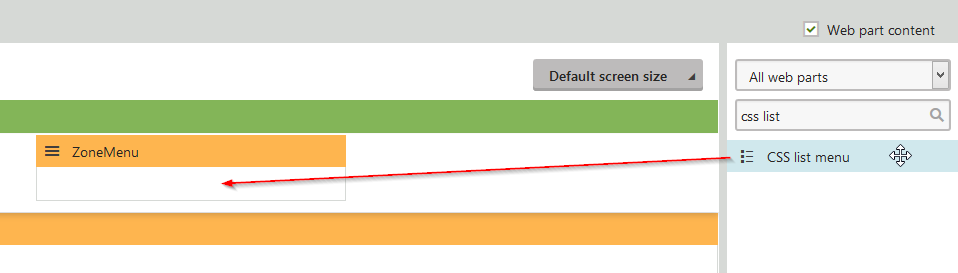 Web part content
Default screen size
All web parts
css list
ZoneMenu
CSS list menu